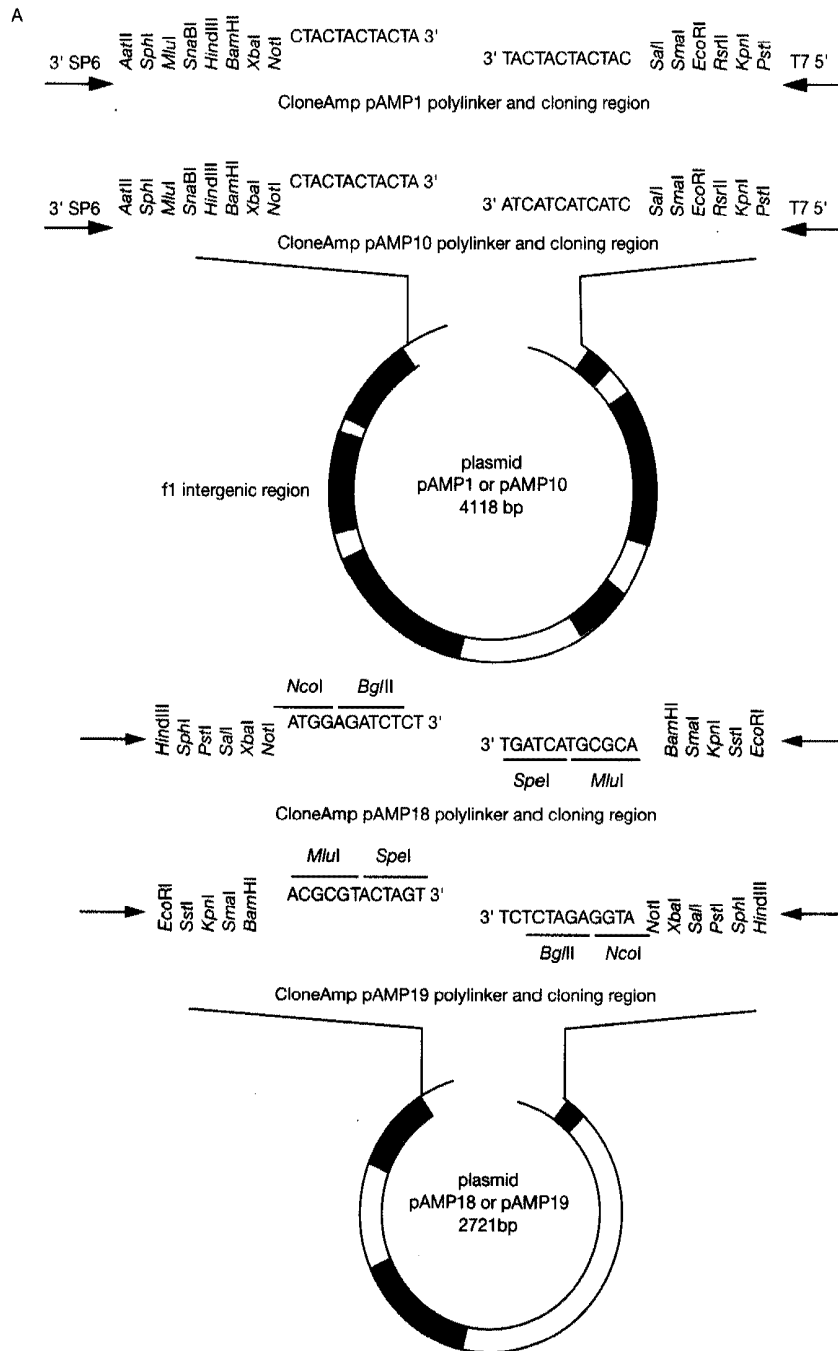 A
3' SP6 AatII SphI MluI SnaBI HindIII BamHI XbaI NotI CTACTACTACTA 3' 3' TACTACTACTAC SalI SmaI EcoRI RsrII KpnI PstI T7 5'
CloneAmp pAMP1 polylinker and cloning region
3' SP6 AatII SphI MluI SnaBI HindIII BamHI XbaI NotI CTACTACTACTA 3' 3' ATCATCATCATC SalI SmaI EcoRI RsrII KpnI PstI T7 5'
CloneAmp pAMP10 polylinker and cloning region
plasmid
pAMP1 or pAMP10
4118 bp
f1 intergenic region
NcoI BglII
HindIII SphI PstI SalI XbaI NotI ATGGAGATCTCT 3' 3' TGATCATGCGCA BamHI SmaI KpnI SstI EcoRI
SpeI MluI
CloneAmp pAMP18 polylinker and cloning region
MluI SpeI
EcoRI SstI KpnI SmaI BamHI ACGCGTACTAGT 3' 3' TCTCTAGAGGTA NotI XbaI SalI PstI SphI HindIII
BglII NcoI
CloneAmp pAMP19 polylinker and cloning region
plasmid
pAMP18 or pAMP19
2721bp